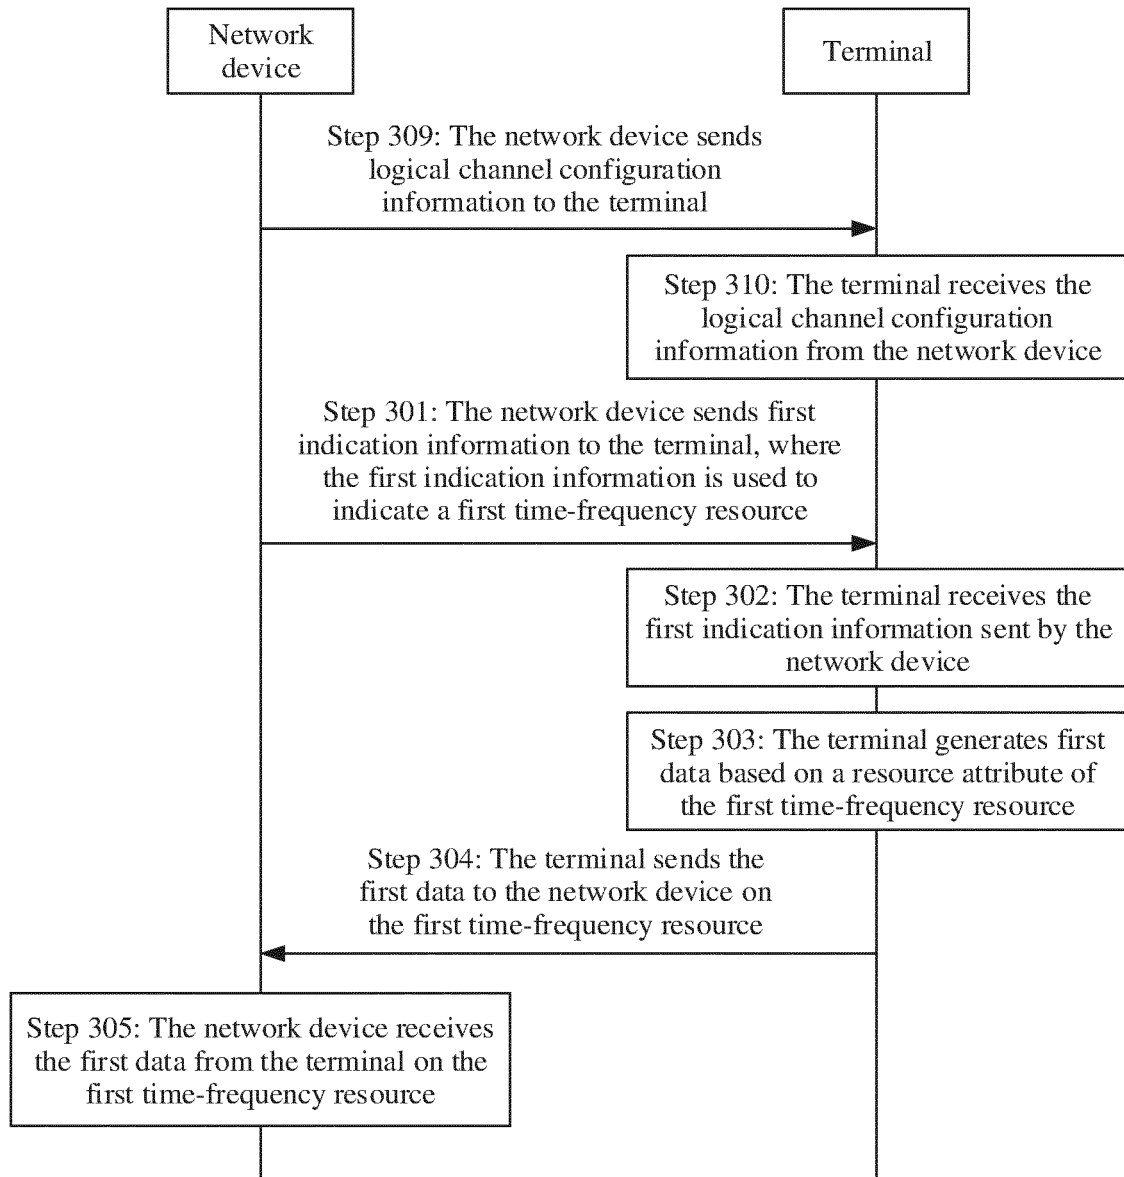 Network
device
Terminal
Step 309: The network device sends
logical channel configuration
information to the terminal
Step 310: The terminal receives the
logical channel configuration
information from the network device
Step 301: The network device sends first
indication information to the terminal, where
the first indication information is used to
indicate a first time-frequency resource
Step 302: The terminal receives the
first indication information sent by the
network device
Step 303: The terminal generates first
data based on a resource attribute of
the first time-frequency resource
Step 304: The terminal sends the
first data to the network device on
the first time-frequency resource
Step 305: The network device receives
the first data from the terminal on the
first time-frequency resource